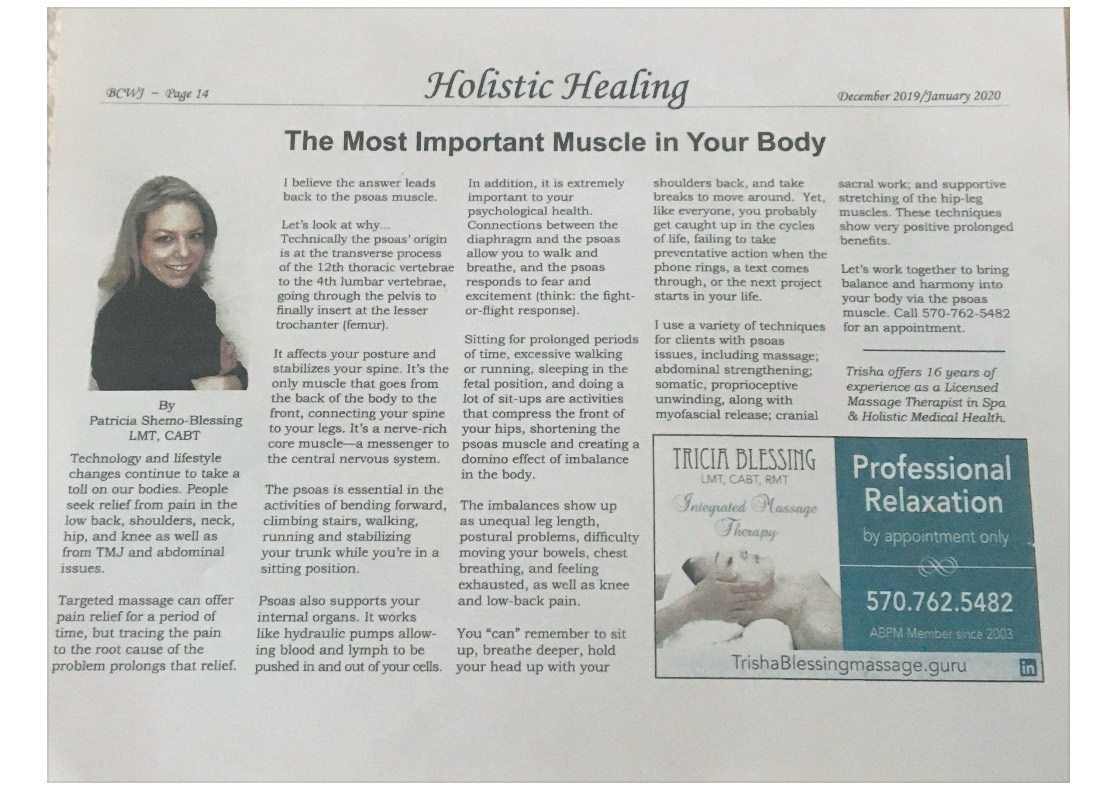 BCWJ ~ Page 14
Holistic Healing
December 2019/January 2020
The Most Important Muscle in Your Body
By
Patricia Shemo-Blessing
LMT, CABT
Technology and lifestyle
changes continue to take a
toll on our bodies. People
seek relief from pain in the
low back, shoulders, neck,
hip, and knee as well as
from TMJ and abdominal
issues.
Targeted massage can offer
pain relief for a period of
time, but tracing the pain
to the root cause of the
problem prolongs that relief.
I believe the answer leads
back to the psoas muscle.
Let's look at why...
Technically the psoas' origin
is at the transverse process
of the 12th thoracic vertebrae
to the 4th lumbar vertebrae,
going through the pelvis to
finally insert at the lesser
trochanter (femur).
It affects your posture and
stabilizes your spine. It's the
only muscle that goes from
the back of the body to the
front, connecting your spine
to your legs. It's a nerve-rich
core muscle—a messenger to
the central nervous system.
The psoas is essential in the
activities of bending forward,
climbing stairs, walking,
running and stabilizing
your trunk while you're in a
sitting position.
Psoas also supports your
internal organs. It works
like hydraulic pumps allow-
ing blood and lymph to be
pushed in and out of your cells.
In addition, it is extremely
important to your
psychological health.
Connections between the
diaphragm and the psoas
allow you to walk and
breathe, and the psoas
responds to fear and
excitement (think: the fight-
or-flight response).
Sitting for prolonged periods
of time, excessive walking
or running, sleeping in the
fetal position, and doing a
lot of sit-ups are activities
that compress the front of
your hips, shortening the
psoas muscle and creating a
domino effect of imbalance
in the body.
The imbalances show up
as unequal leg length,
postural problems, difficulty
moving your bowels, chest
breathing, and feeling
exhausted, as well as knee
and low-back pain.
You “can” remember to sit
up, breathe deeper, hold
your head up with your
shoulders back, and take
breaks to move around. Yet,
like everyone, you probably
get caught up in the cycles
of life, failing to take
preventative action when the
phone rings, a text comes
through, or the next project
starts in your life.
I use a variety of techniques
for clients with psoas
issues, including massage;
abdominal strengthening;
somatic, proprioceptive
unwinding, along with
myofascial release; cranial
sacral work; and supportive
stretching of the hip-leg
muscles. These techniques
show very positive prolonged
benefits.
Let's work together to bring
balance and harmony into
your body via the psoas
muscle. Call 570-762-5482
for an appointment.
Trisha offers 16 years of
experience as a Licensed
Massage Therapist in Spa
& Holistic Medical Health.
TRICIA BLESSING
LMT, CABT, RMT
Integrated Massage
Therapy
Professional
Relaxation
by appointment only
570.762.5482
ABPM Member since 2003
TrishaBlessingmassage.guru
in